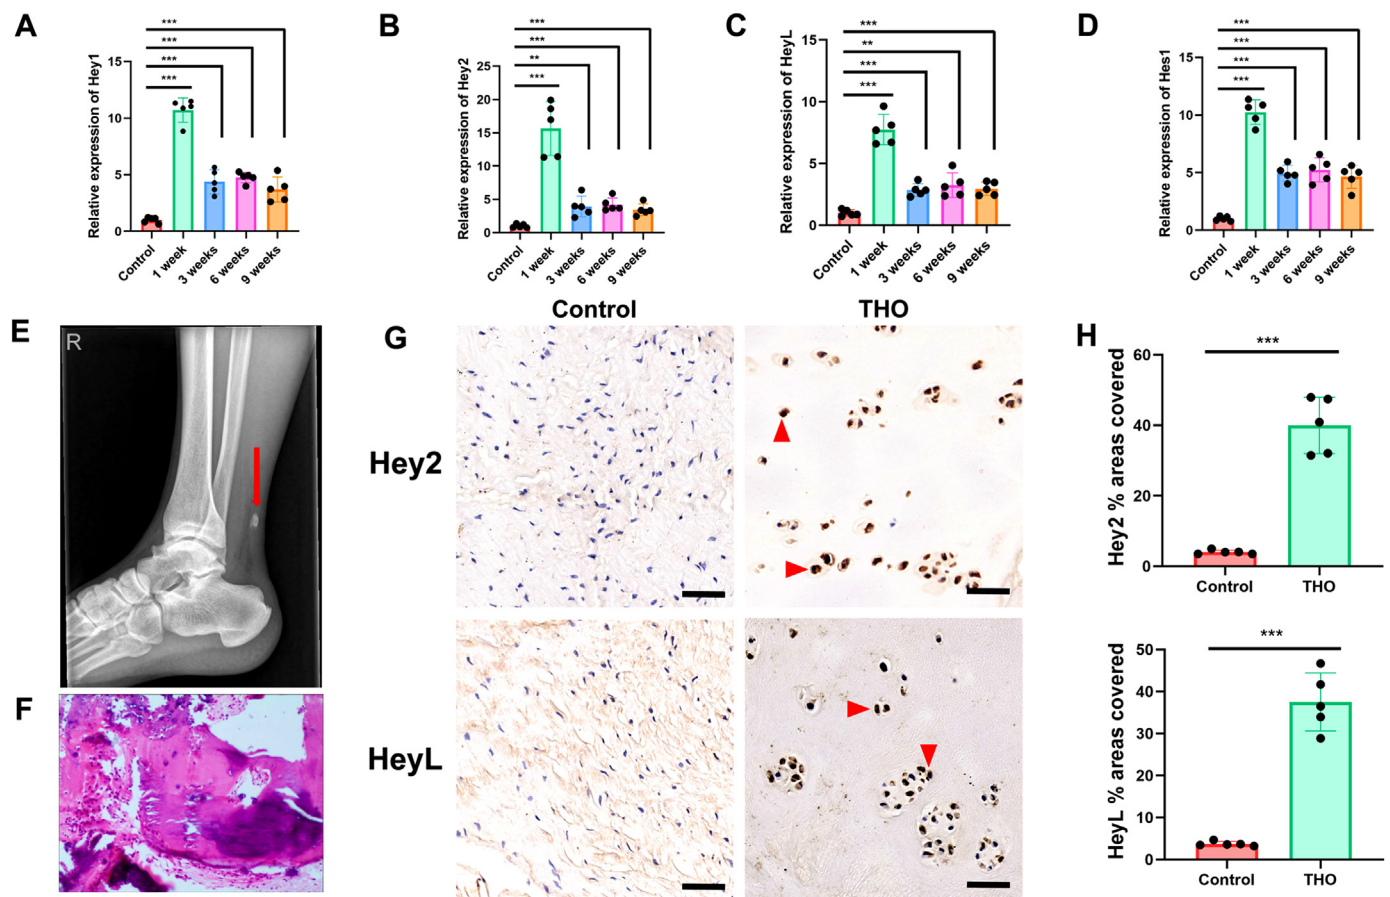 A
Relative expression of Hey1
15
10
5
0
***
***
***
***
Control
1 week
3 weeks
6 weeks
9 weeks
B
Relative expression of Hey2
25
20
15
10
5
0
***
***
**
***
Control
1 week
3 weeks
6 weeks
9 weeks
C
Relative expression of HeyL
15
10
5
0
***
**
***
***
Control
1 week
3 weeks
6 weeks
9 weeks
D
Relative expression of Hes1
15
10
5
0
***
***
***
***
Control
1 week
3 weeks
6 weeks
9 weeks
E
R
F
G
Control
THO
Hey2
HeyL
H
Hey2 % areas covered
60
40
20
0
***
Control
THO
HeyL % areas covered
50
40
30
20
10
0
***
Control
THO